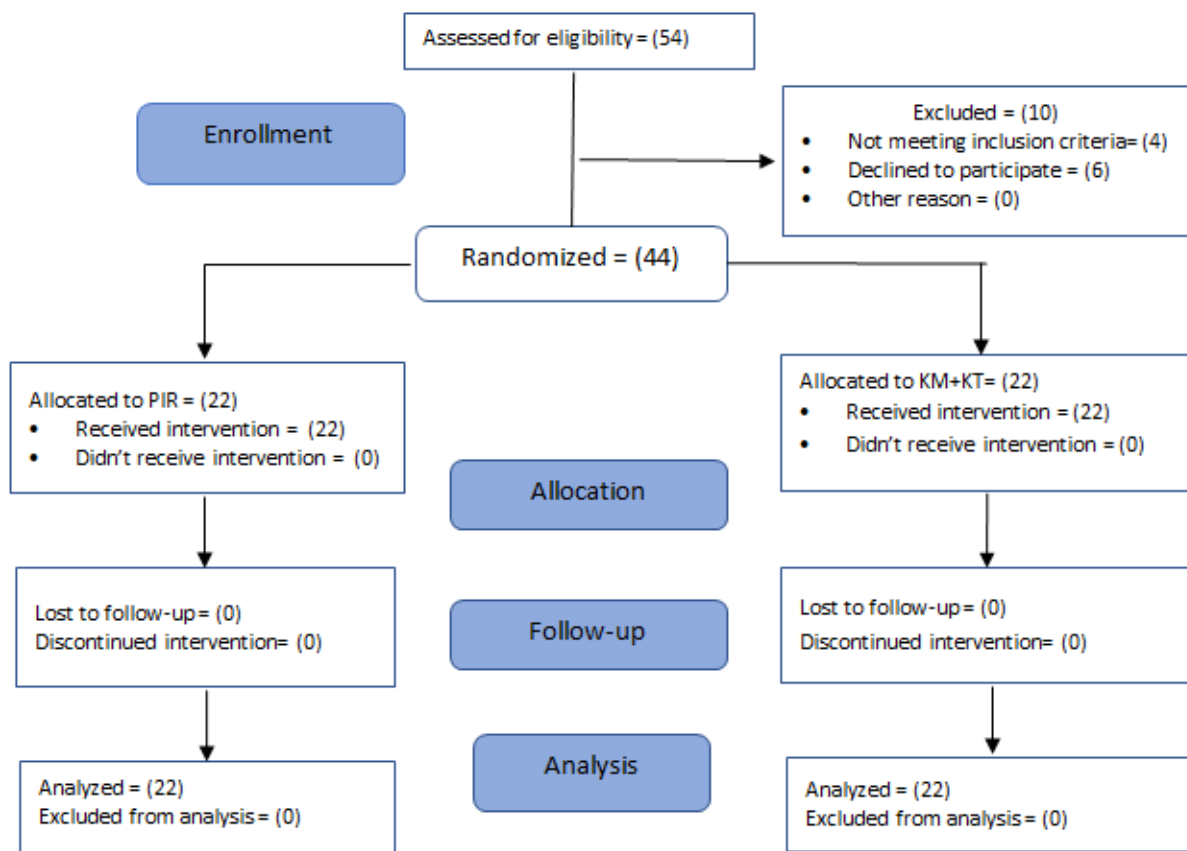 Assessed for eligibility = (54)
Enrollment
Excluded = (10)
• Not meeting inclusion criteria= (4)
• Declined to participate = (6)
• Other reason = (0)
Randomized = (44)
Allocated to PIR = (22)
• Received intervention = (22)
• Didn't receive intervention = (0)
Allocated to KM+KT= (22)
• Received intervention = (22)
• Didn't receive intervention = (0)
Allocation
Lost to follow-up= (0)
Discontinued intervention= (0)
Follow-up
Lost to follow-up = (0)
Discontinued intervention= (0)
Analysis
Analyzed = (22)
Excluded from analysis = (0)
Analyzed = (22)
Excluded from analysis = (0)